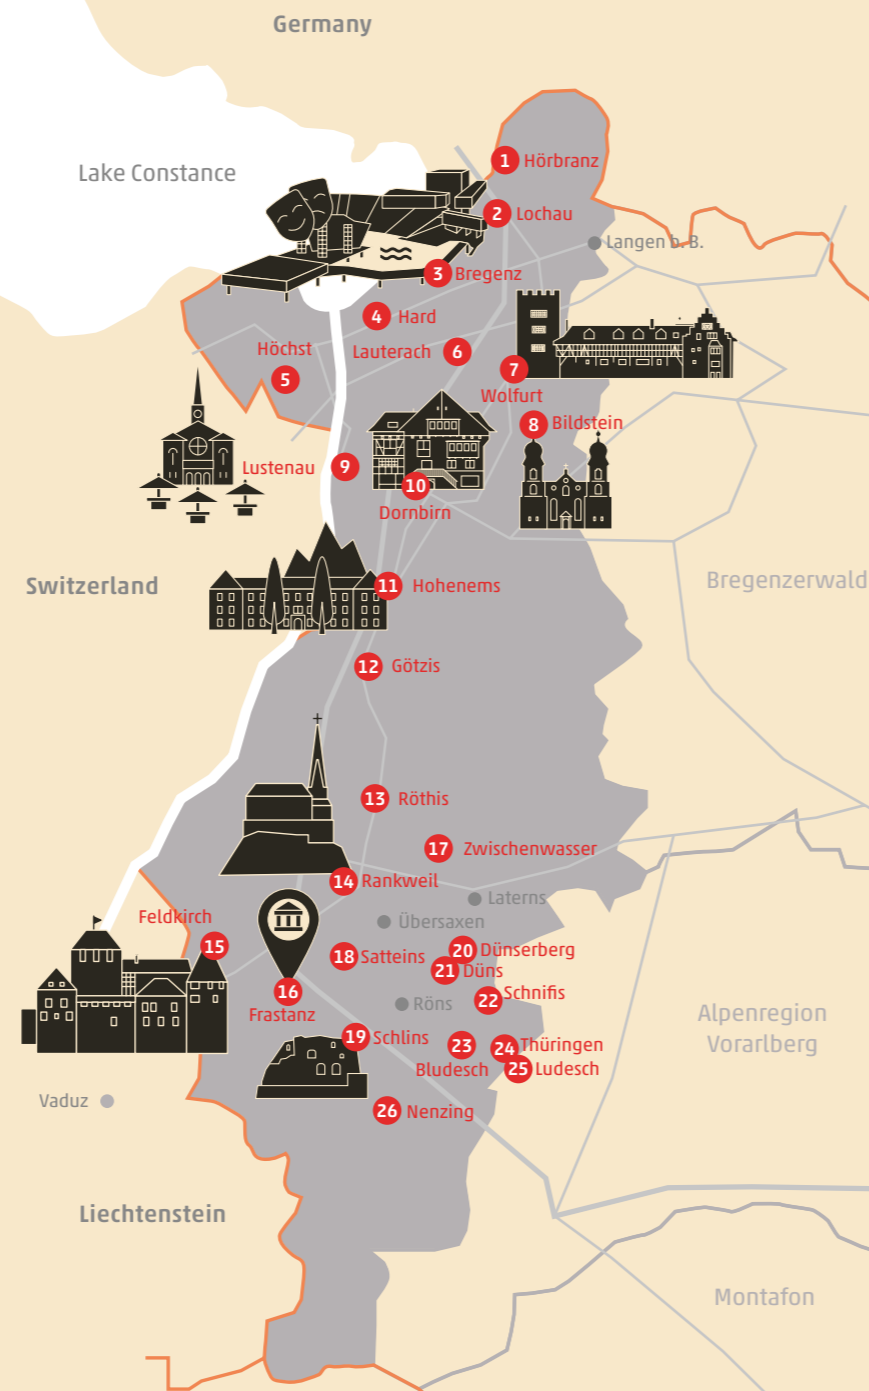 Germany
Lake Constance
1 Hörbranz
2 Lochau
Langen b. B.
3 Bregenz
4 Hard
Höchst
5
Lauterach 6
7
Wolfurt
8 Bildstein
Lustenau 9
10
Dornbirn
Switzerland
11 Hohenems
Bregenzerwald
12 Götzis
13 Röthis
17 Zwischenwasser
14 Rankweil
Laterns
Feldkirch
15
Übersaxen
18 Satteins
20 Dünserberg
21 Düns
16
Frastanz
22 Schnifis
Röns
Alpenregion
Vorarlberg
19 Schlins
23
Bludesch
24 Thüringen
25 Ludesch
Vaduz
26 Nenzing
Liechtenstein
Montafon